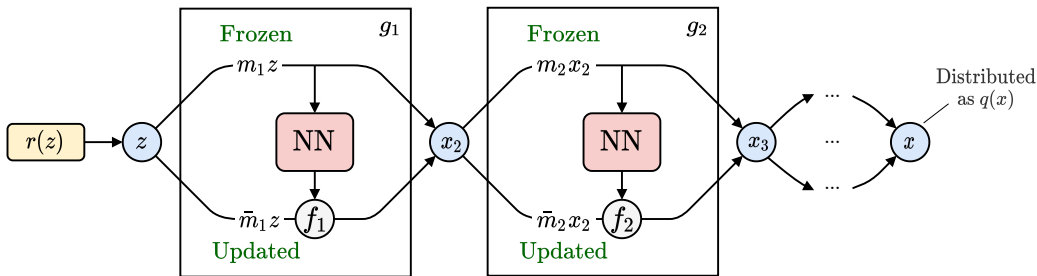 r(z)
z
Frozen
g₁
m₁z
NN
m̄₁z
f₁
Updated
x₂
Frozen
g₂
m₂x₂
NN
m̄₂x₂
f₂
Updated
x₃
...
...
...
x
Distributed
as q(x)